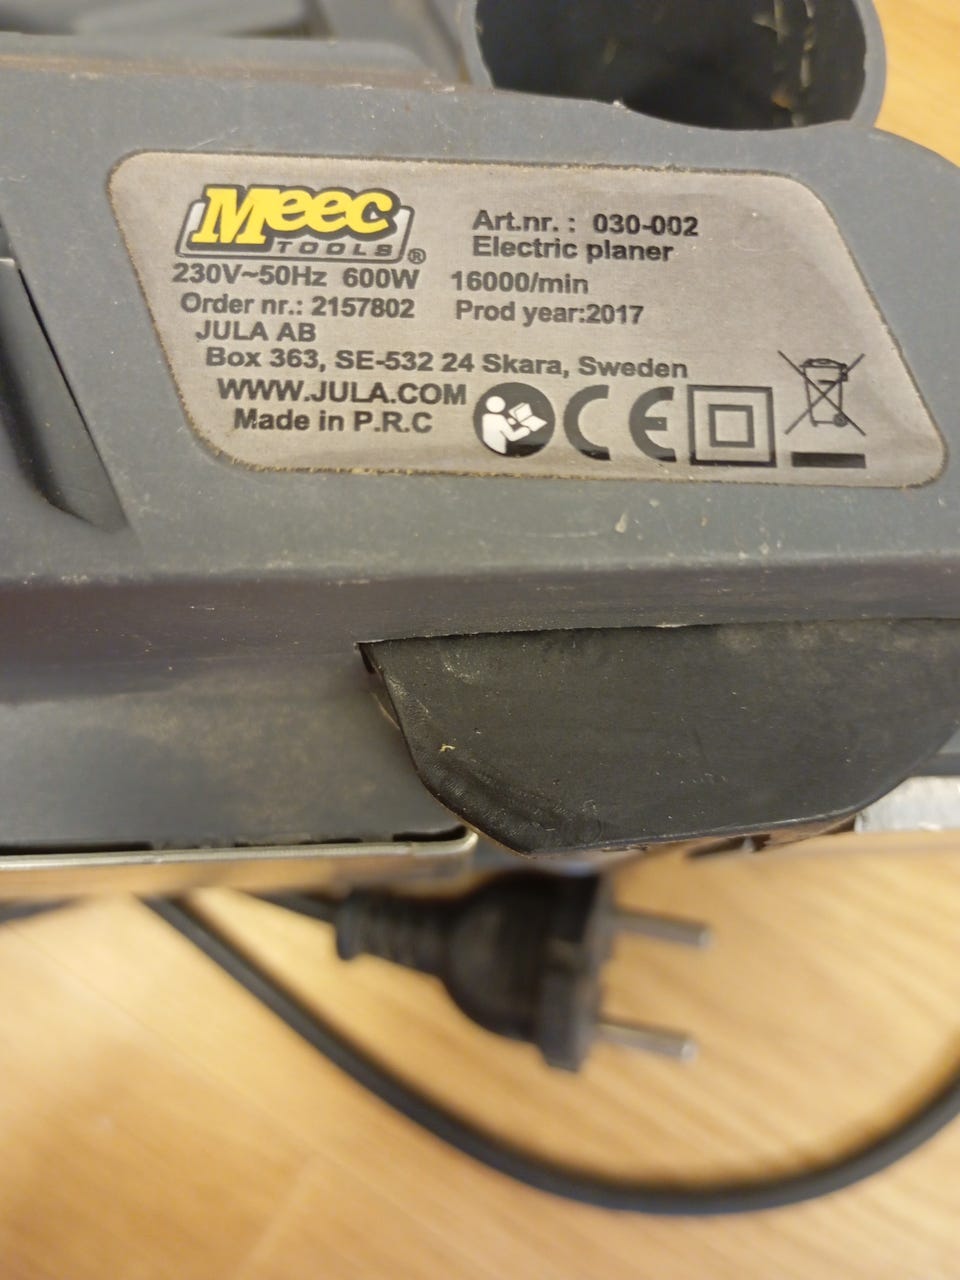 Meec
TOOLS®
Art.nr. : 030-002
Electric planer
230V~50Hz 600W 16000/min
Order nr.: 2157802 Prod year:2017
JULA AB
Box 363, SE-532 24 Skara, Sweden
WWW.JULA.COM
Made in P.R.C
CE